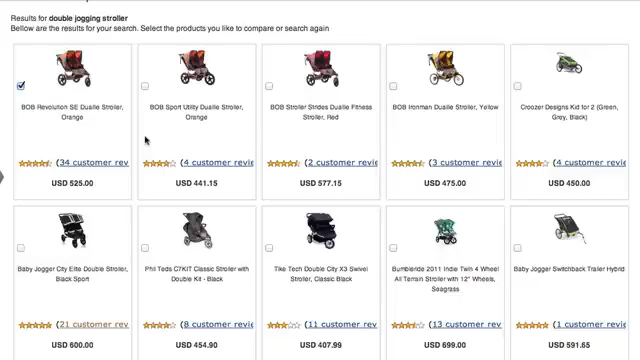 Results for double jogging stroller
Bellow are the results for your search. Select the products you like to compare or search again
BOB Revolution SE Duallie Stroller,
Orange
(34 customer rev
USD 525.00
BOB Sport Utility Duallie Stroller,
Orange
(4 customer revie
USD 441.15
BOB Stroller Strides Duallie Fitness
Stroller, Red
(2 customer revie
USD 577.15
BOB Ironman Duallie Stroller, Yellow
(3 customer revie
USD 475.00
Croozer Designs Kid for 2 (Green,
Grey, Black)
(4 customer revie
USD 450.00
Baby Jogger City Elite Double Stroller,
Black Sport
(21 customer rev
USD 600.00
Phil Teds C7KIT Classic Stroller with
Double Kit - Black
(8 customer revie
USD 454.90
Tike Tech Double City X3 Swivel
Stroller, Classic Black
(11 customer rev
USD 407.99
Bumbleride 2011 Indie Twin 4 Wheel
All Terrain Stroller with 12" Wheels,
Seagrass
(13 customer rev
USD 699.00
Baby Jogger Switchback Trailer Hybrid
(1 customer revie
USD 591.65